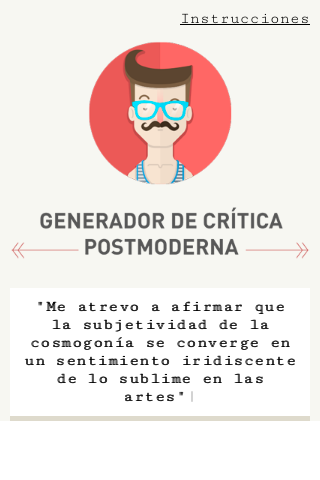 Instrucciones
GENERADOR DE CRÍTICA
POSTMODERNA
"Me atrevo a afirmar que
la subjetividad de la
cosmogonía se converge en
un sentimiento iridiscente
de lo sublime en las
artes"